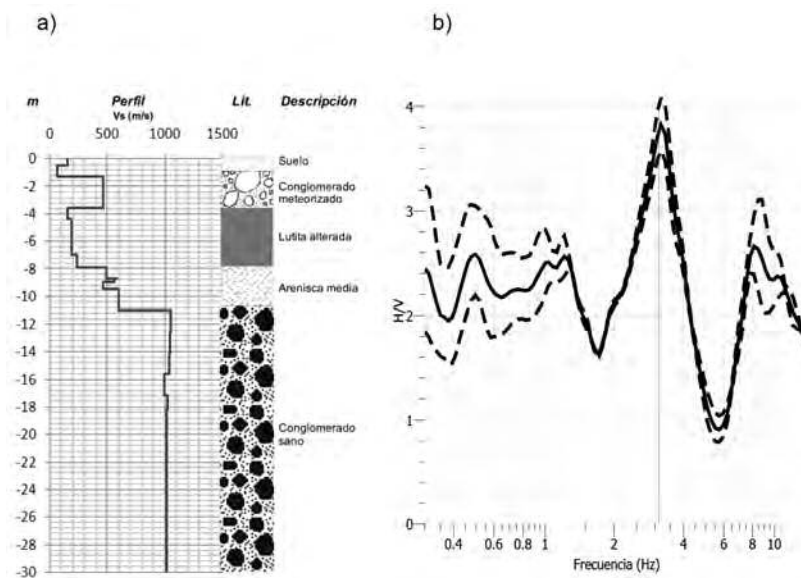 a)
m
Perfil
Lit.
Descripción
Vs (m/s)
0
500
1000
1500
0
-2
-4
-6
-8
-10
-12
-14
-16
-18
-20
-22
-24
-26
-28
-30
Suelo
Conglomerado
meteorizado
Lutita alterada
Arenisca media
Conglomerado
sano
b)
H/V
4
3
2
1
0
0.4
0.6
0.8
1
2
4
6
8
10
Frecuencia (Hz)